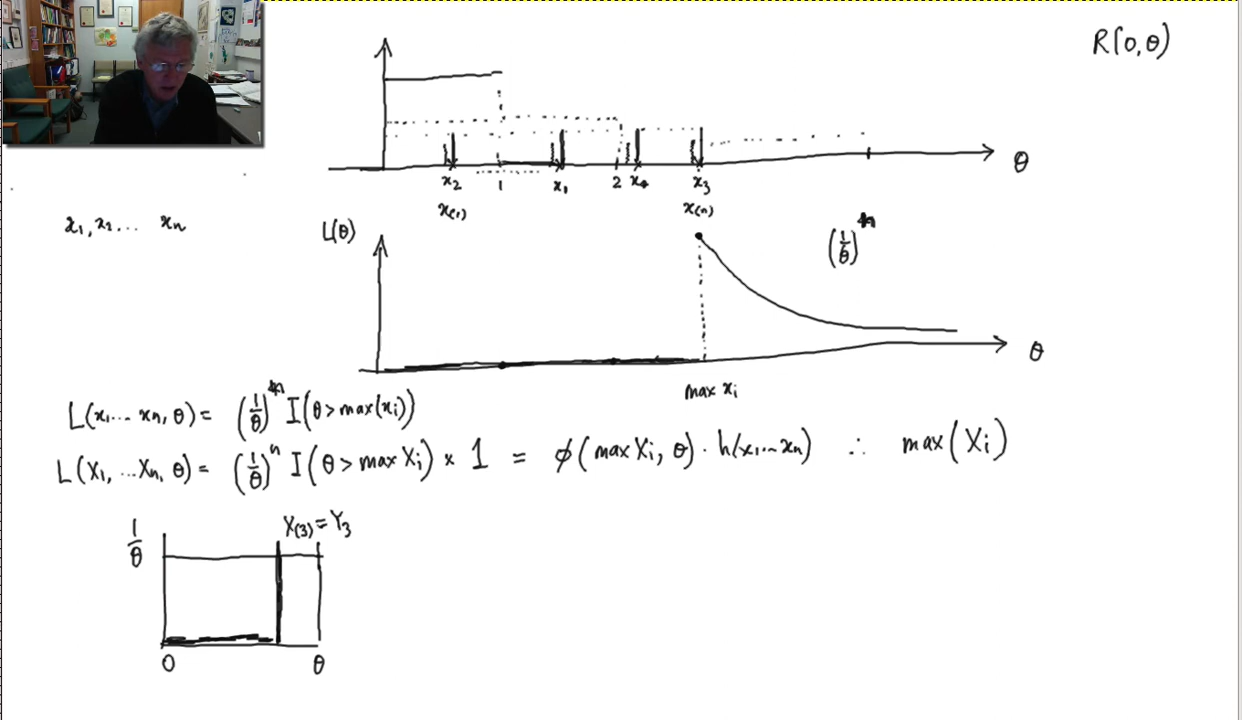 R(0,θ)
θ
x₂ 1 x₁ 2 x₄ x₃
x₍₁₎ x₍ₙ₎
x₁, x₂ ... xₙ
L(θ)
(1/θ)ⁿ
θ
max xᵢ
L(x₁... xₙ, θ) = (1/θ)ⁿ I(θ > max(xᵢ))
L(X₁, ...Xₙ, θ) = (1/θ)ⁿ I(θ > max Xᵢ) × 1 = φ(max Xᵢ, θ) · h(x₁...xₙ) ∴ max(Xᵢ)
X₍₃₎ = Y₃
1/θ
0 θ